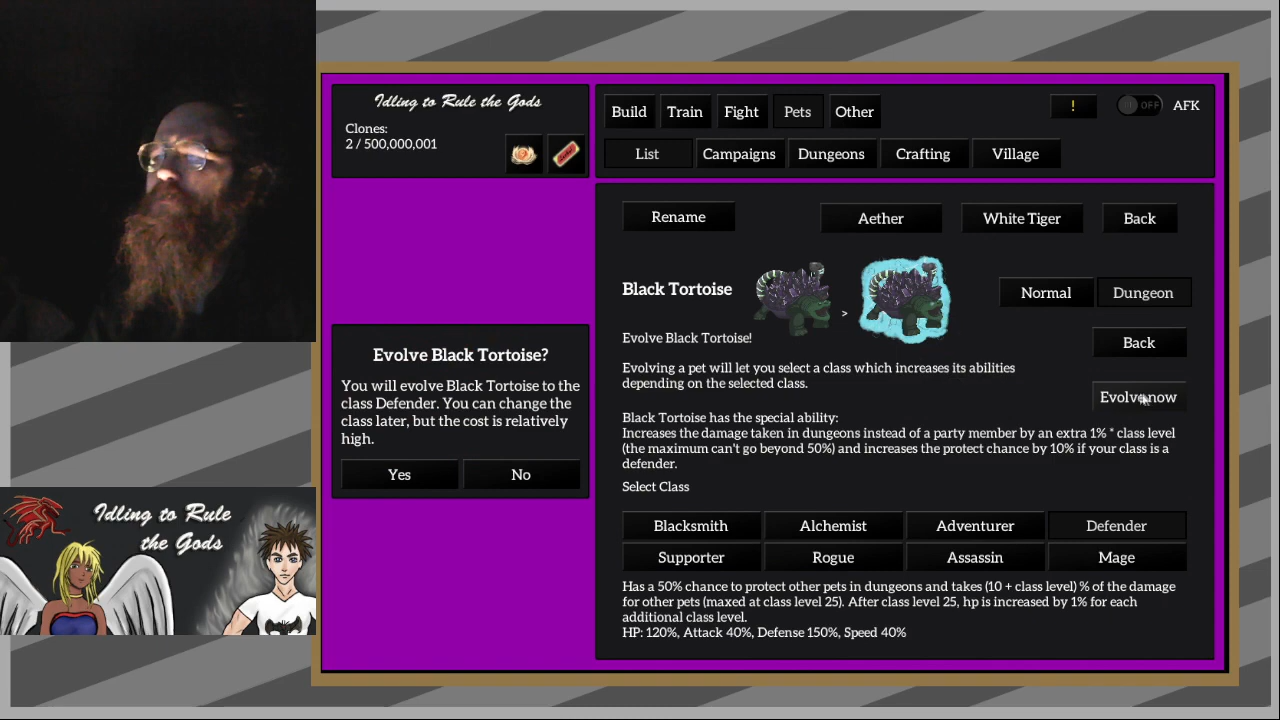 Idling to Rule the Gods
Clones:
2 / 500,000,001
Build
Train
Fight
Pets
Other
!
OFF
AFK
List
Campaigns
Dungeons
Crafting
Village
Rename
Aether
White Tiger
Back
Black Tortoise
>
Normal
Dungeon
Evolve Black Tortoise!
Back
Evolving a pet will let you select a class which increases its abilities
depending on the selected class.
Evolve now
Black Tortoise has the special ability:
Increases the damage taken in dungeons instead of a party member by an extra 1% * class level
(the maximum can't go beyond 50%) and increases the protect chance by 10% if your class is a
defender.
Select Class
Blacksmith
Alchemist
Adventurer
Defender
Supporter
Rogue
Assassin
Mage
Has a 50% chance to protect other pets in dungeons and takes (10 + class level) % of the damage
for other pets (maxed at class level 25). After class level 25, hp is increased by 1% for each
additional class level.
HP: 120%, Attack 40%, Defense 150%, Speed 40%
Evolve Black Tortoise?
You will evolve Black Tortoise to the
class Defender. You can change the
class later, but the cost is relatively
high.
Yes
No
Idling to Rule
the Gods